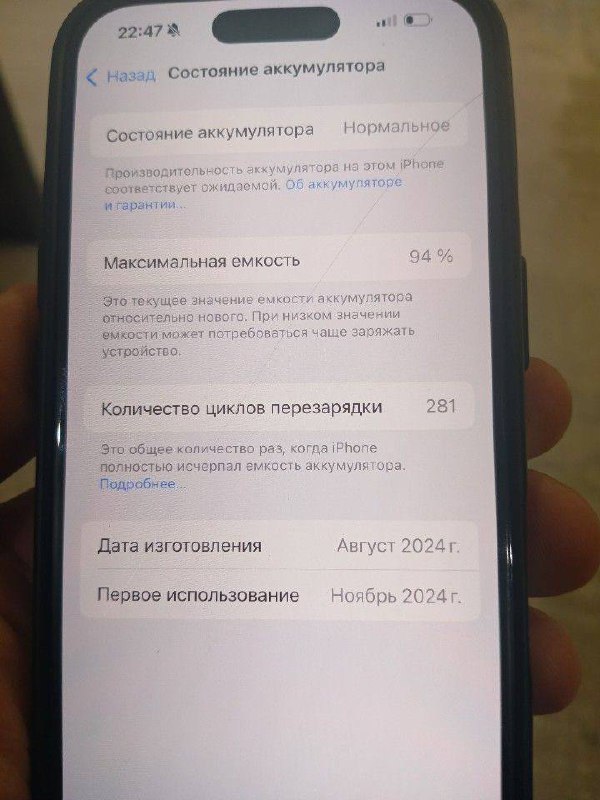 22:47
Назад Состояние аккумулятора
Состояние аккумулятора Нормальное
Производительность аккумулятора на этом iPhone
соответствует ожидаемой. Об аккумуляторе
и гарантии...
Максимальная емкость 94 %
Это текущее значение емкости аккумулятора
относительно нового. При низком значении
емкости может потребоваться чаще заряжать
устройство.
Количество циклов перезарядки 281
Это общее количество раз, когда iPhone
полностью исчерпал емкость аккумулятора.
Подробнее...
Дата изготовления Август 2024 г.
Первое использование Ноябрь 2024 г.